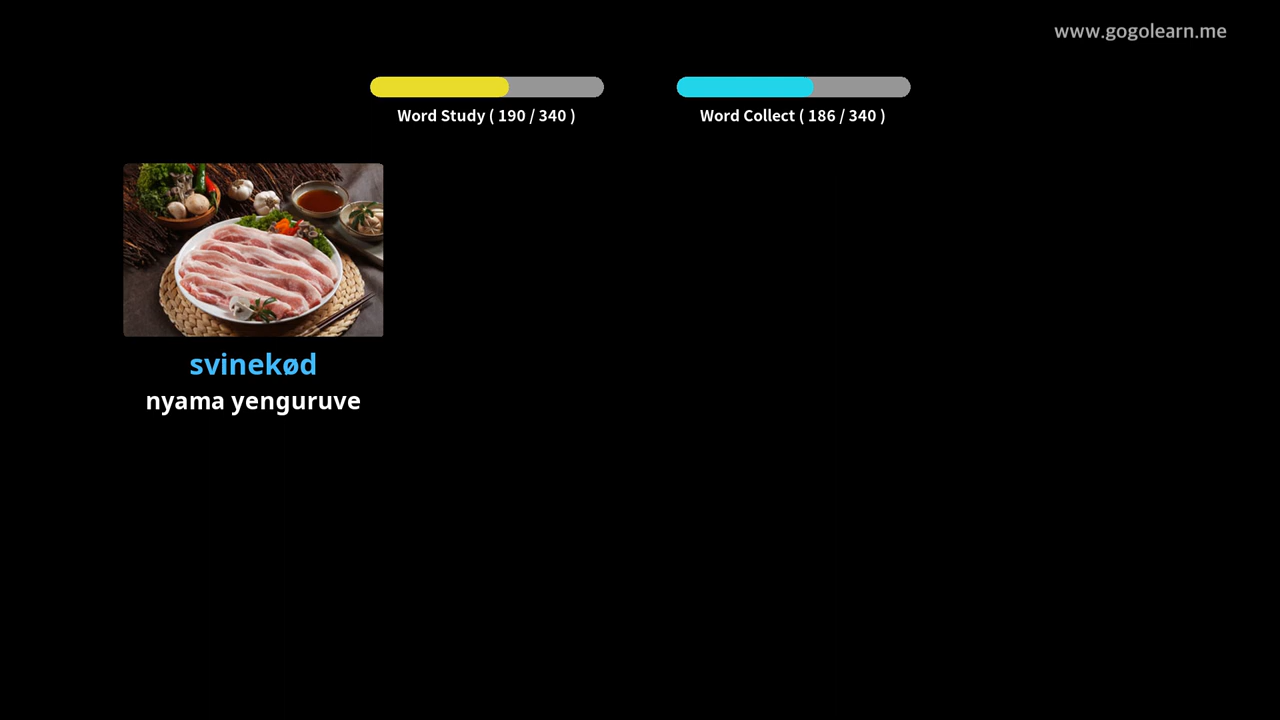 www.gogolearn.me
Word Study ( 190 / 340 )
Word Collect ( 186 / 340 )
svinekød
nyama yenguruve